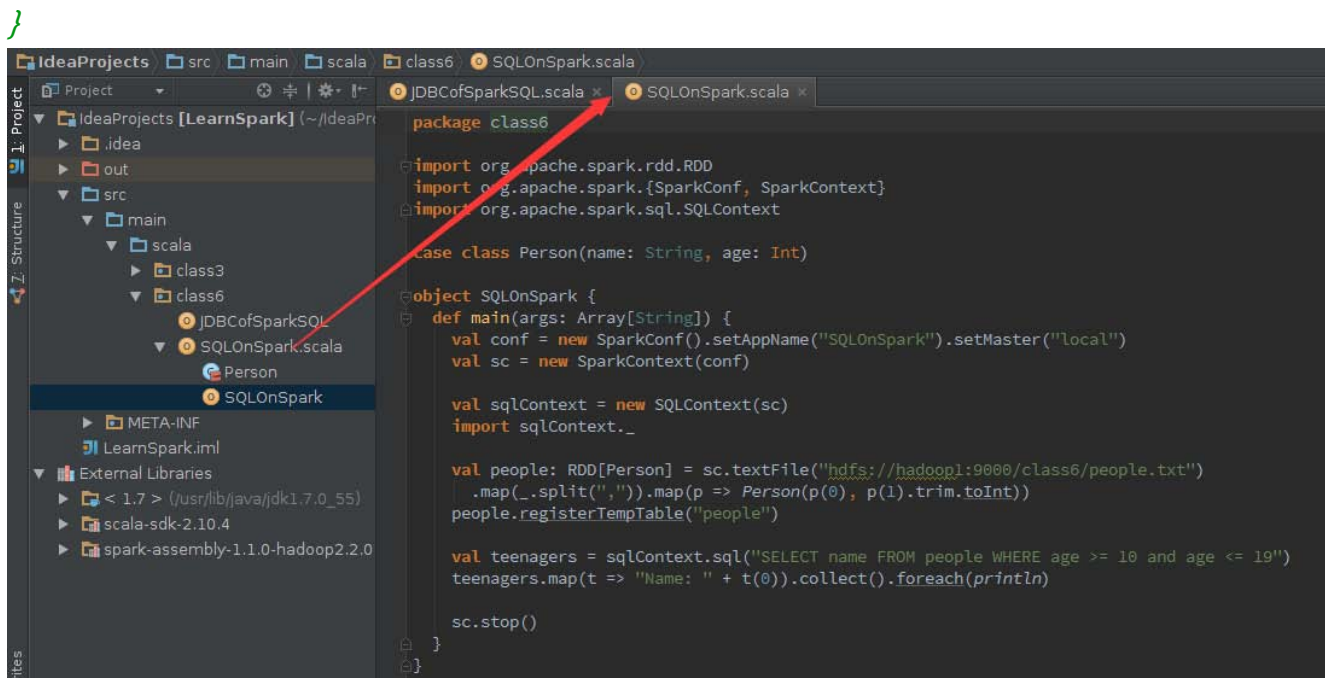 }
IdeaProjects src main scala class6 SQLOnSpark.scala
1: Project
7: Structure
Project
IdeaProjects [LearnSpark] (~/IdeaPro
.idea
out
src
main
scala
class3
class6
JDBCofSparkSQL
SQLOnSpark.scala
Person
SQLOnSpark
META-INF
LearnSpark.iml
External Libraries
< 1.7 > (/usr/lib/java/jdk1.7.0_55)
scala-sdk-2.10.4
spark-assembly-1.1.0-hadoop2.2.0
JDBCofSparkSQL.scala × SQLOnSpark.scala ×
package class6
import org.apache.spark.rdd.RDD
import org.apache.spark.{SparkConf, SparkContext}
import org.apache.spark.sql.SQLContext
case class Person(name: String, age: Int)
object SQLOnSpark {
def main(args: Array[String]) {
val conf = new SparkConf().setAppName("SQLOnSpark").setMaster("local")
val sc = new SparkContext(conf)
val sqlContext = new SQLContext(sc)
import sqlContext._
val people: RDD[Person] = sc.textFile("hdfs://hadoop1:9000/class6/people.txt")
.map(_.split(",")).map(p => Person(p(0), p(1).trim.toInt))
people.registerTempTable("people")
val teenagers = sqlContext.sql("SELECT name FROM people WHERE age >= 10 and age <= 19")
teenagers.map(t => "Name: " + t(0)).collect().foreach(println)
sc.stop()
}
}